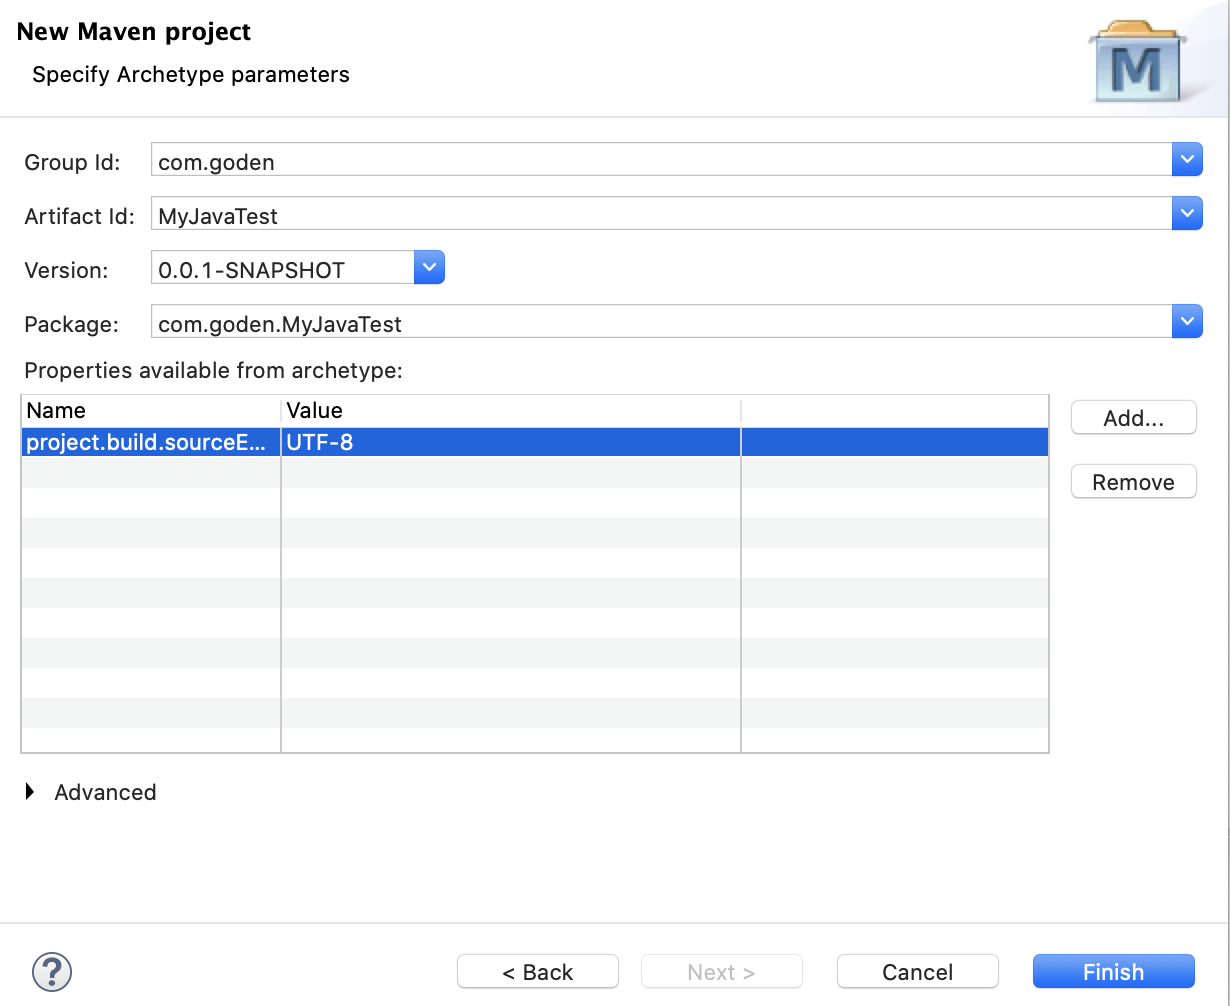 New Maven project
Specify Archetype parameters
M
Group Id: com.goden
Artifact Id: MyJavaTest
Version: 0.0.1-SNAPSHOT
Package: com.goden.MyJavaTest
Properties available from archetype:
Name Value
project.build.sourceE... UTF-8
Add...
Remove
Advanced
? < Back Next > Cancel Finish